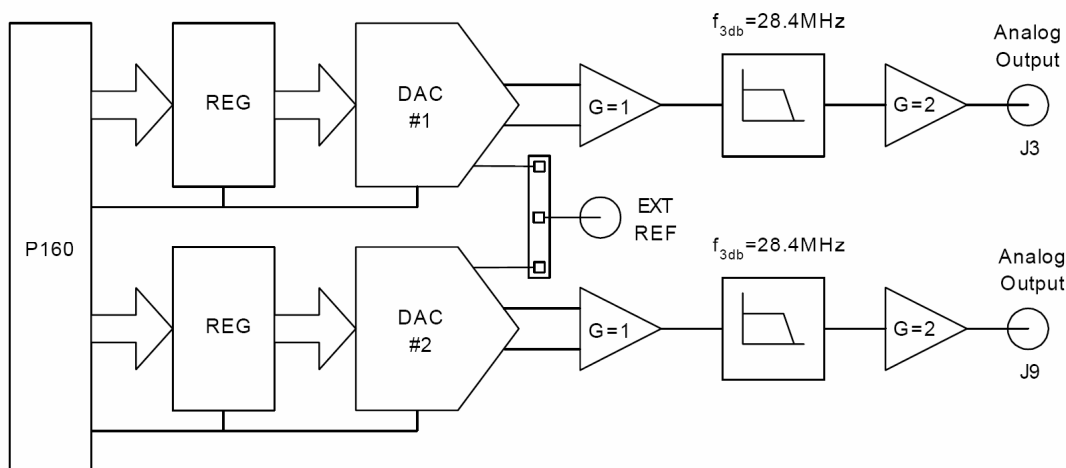 f3db=28.4MHz
Analog
Output
REG
DAC
#1
G=1
G=2
J3
P160
EXT
REF
f3db=28.4MHz
Analog
Output
REG
DAC
#2
G=1
G=2
J9